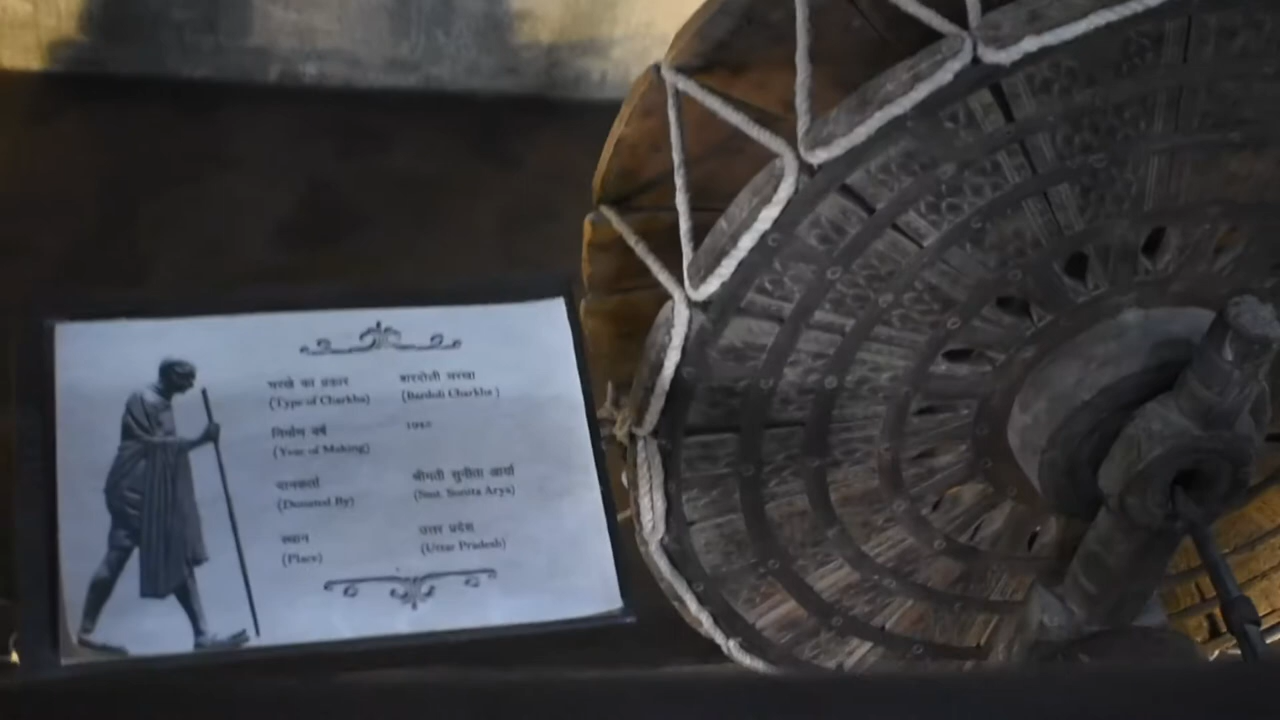 चरखे का प्रकार बारदोली चरखा
(Type of Charkha) (Bardoli Charkha )
निर्माण वर्ष
(Year of Making)
दानकर्ता श्रीमती सुनीता आर्या
(Donated By) (Smt. Sunita Arya)
स्थान उत्तर प्रदेश
(Place) (Uttar Pradesh)